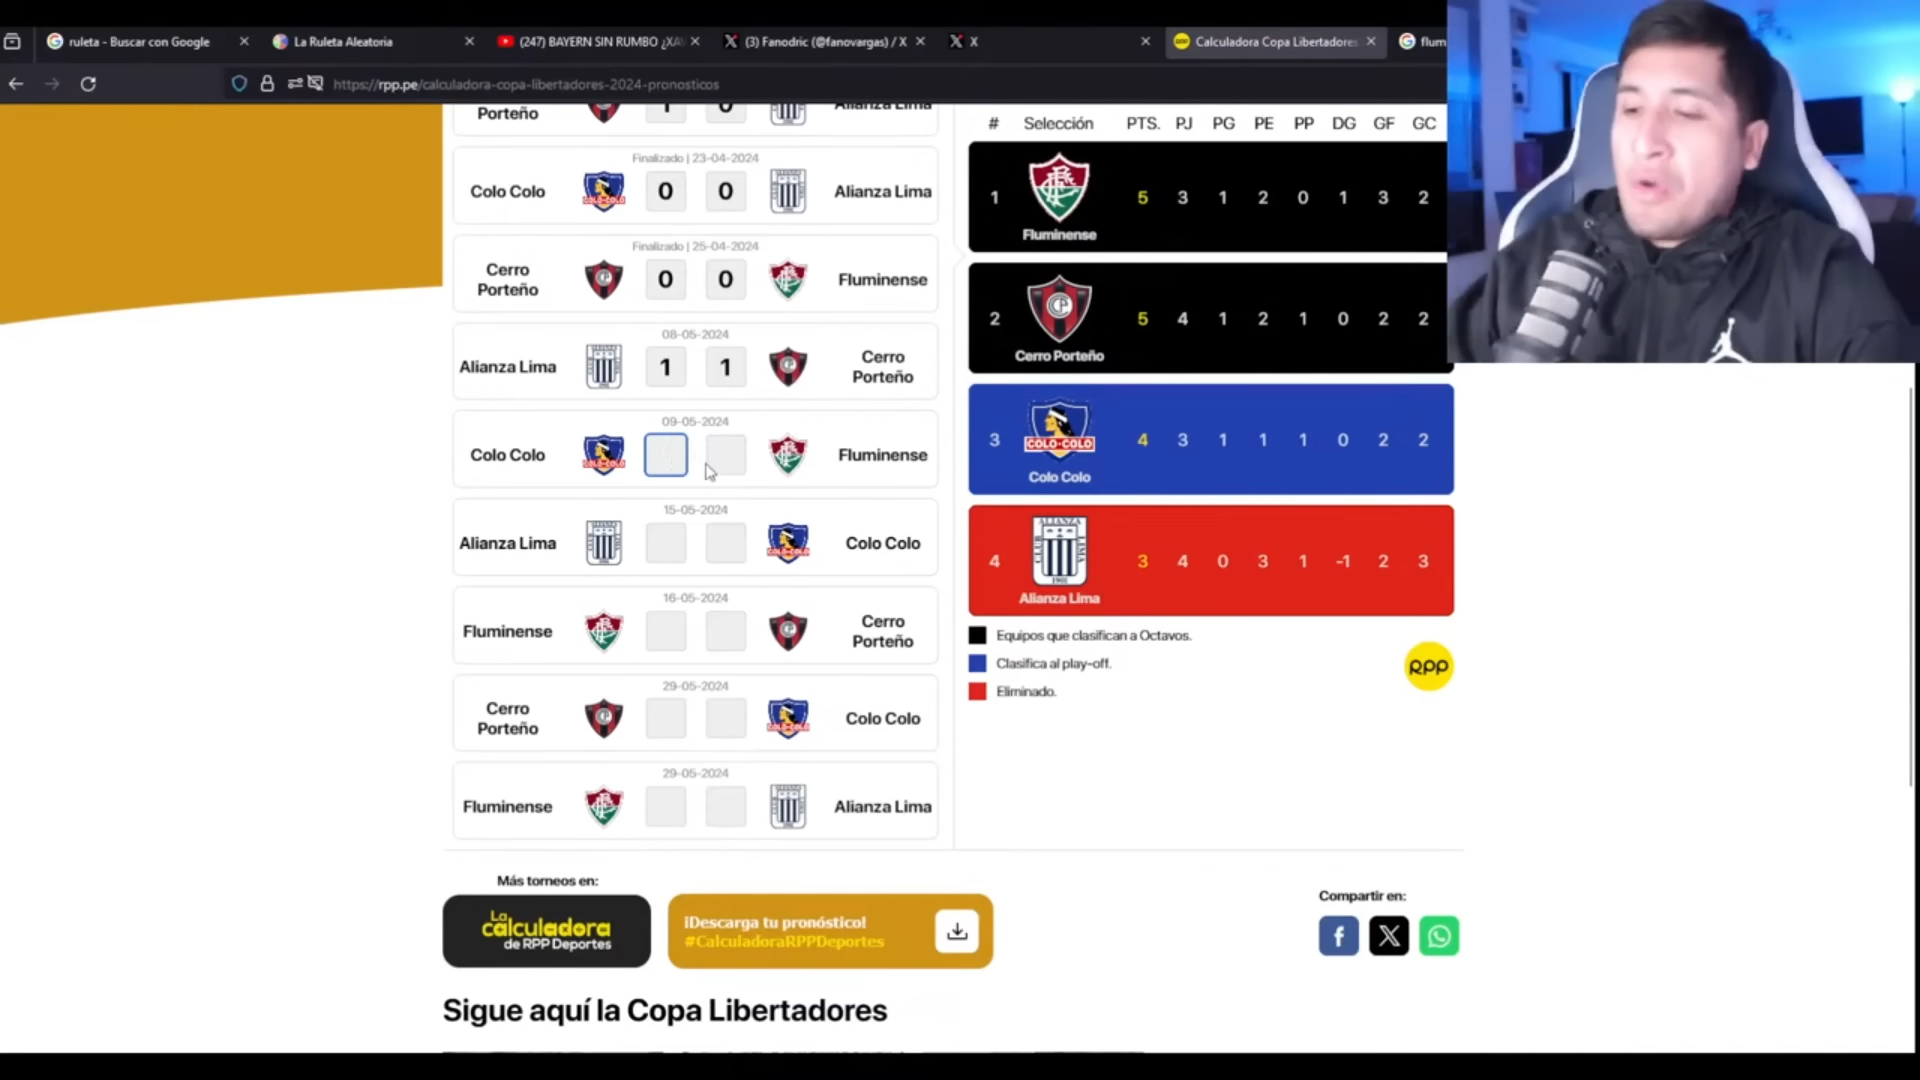 ruleta - Buscar con Google
La Ruleta Aleatoria
(247) BAYERN SIN RUMBO ¿XA
(3) Fanodric (@fanovargas) / X
X
Calculadora Copa Libertadores
flum
https://rpp.pe/calculadora-copa-libertadores-2024-pronosticos
Porteño 1 0 Alianza Lima
Finalizado | 23-04-2024
Colo Colo 0 0 Alianza Lima
Finalizado | 25-04-2024
Cerro Porteño 0 0 Fluminense
08-05-2024
Alianza Lima 1 1 Cerro Porteño
09-05-2024
Colo Colo Fluminense
15-05-2024
Alianza Lima Colo Colo
16-05-2024
Fluminense Cerro Porteño
29-05-2024
Cerro Porteño Colo Colo
29-05-2024
Fluminense Alianza Lima
# Selección PTS. PJ PG PE PP DG GF GC
1 Fluminense 5 3 1 2 0 1 3 2
2 Cerro Porteño 5 4 1 2 1 0 2 2
3 COLO-COLO Colo Colo 4 3 1 1 1 0 2 2
4 Alianza Lima 3 4 0 3 1 -1 2 3
Equipos que clasifican a Octavos.
Clasifica al play-off.
Eliminado.
rpp
Más torneos en:
La calculadora
de RPP Deportes
¡Descarga tu pronóstico!
#CalculadoraRPPDeportes
Compartir en:
Sigue aquí la Copa Libertadores